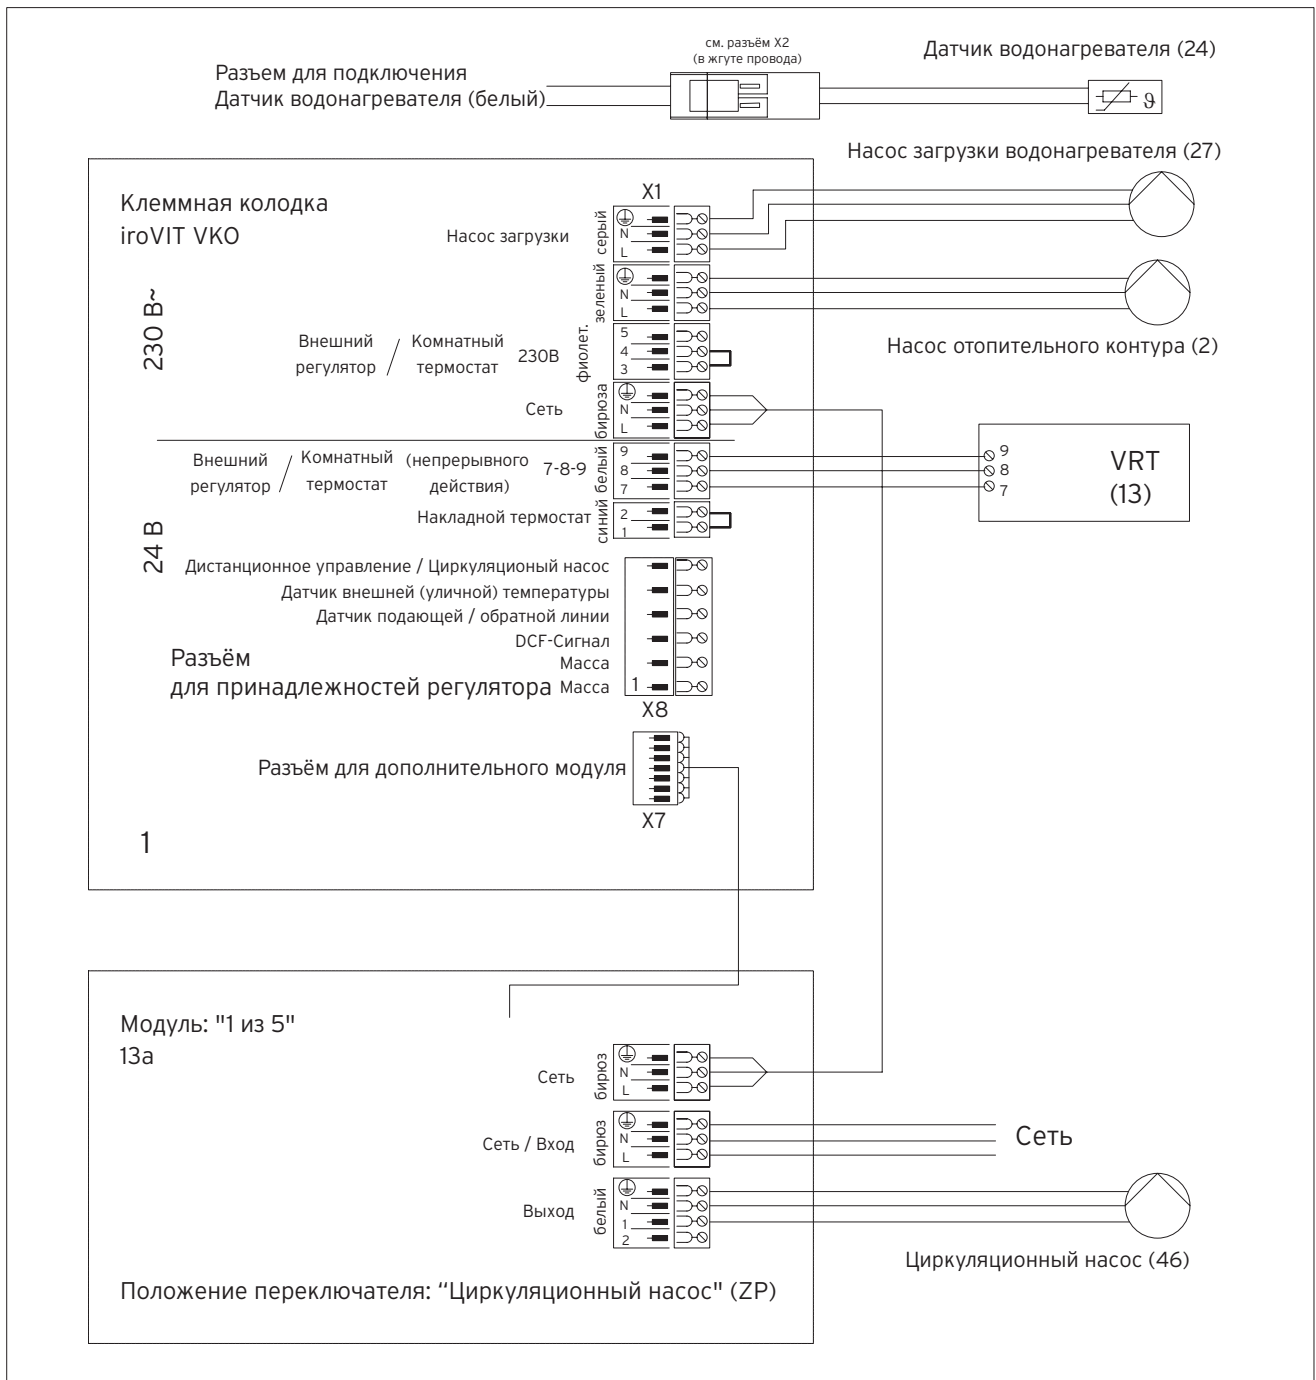 см. разъём X2
(в жгуте провода)
Датчик водонагревателя (24)
Разъем для подключения
Датчик водонагревателя (белый)
ϑ
Насос загрузки водонагревателя (27)
Клеммная колодка
iroVIT VKO
X1
Насос загрузки
серый
N
L
зеленый
N
L
230 В~
Насос отопительного контура (2)
Внешний
регулятор
/
Комнатный
термостат
230В
фиолет.
5
4
3
Сеть
бирюза
N
L
Внешний
регулятор
/
Комнатный
термостат
(непрерывного
действия)
7-8-9
белый
9
8
7
9
8
7
VRT
(13)
24 В
Накладной термостат
синий
2
1
Дистанционное управление / Циркуляционый насос
Датчик внешней (уличной) температуры
Датчик подающей / обратной линии
DCF-Сигнал
Масса
Разъём
для принадлежностей регулятора
Масса
1
X8
Разъём для дополнительного модуля
X7
1
Модуль: "1 из 5"
13a
Сеть
бирюз
N
L
Сеть / Вход
бирюз
N
L
Сеть
Выход
белый
N
1
2
Циркуляционный насос (46)
Положение переключателя: “Циркуляционный насос" (ZP)